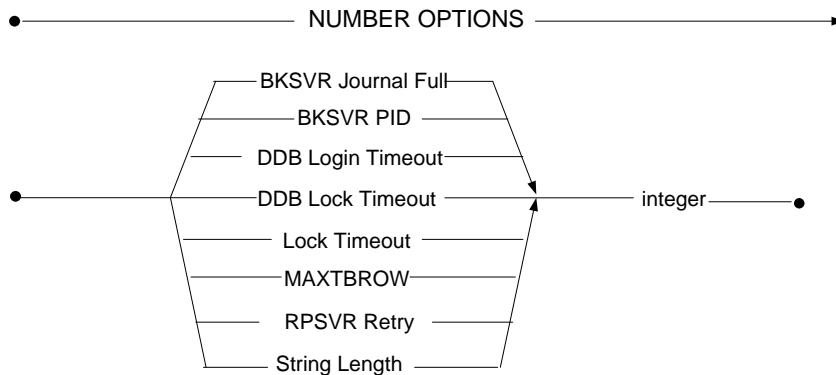 NUMBER OPTIONS
BKSVR Journal Full
BKSVR PID
DDB Login Timeout
DDB Lock Timeout
integer
Lock Timeout
MAXTBROW
RPSVR Retry
String Length